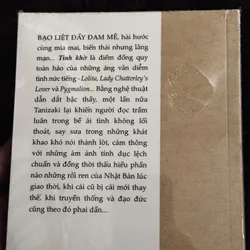 BẠO LIỆT ĐẦY ĐAM MÊ, hài hước
cùng mỉa mai, biến thái nhưng lãng
mạn... Tình khờ là điểm đồng quy
toàn hảo của những áng văn diễm
tình nức tiếng - Lolita, Lady Chatterley's
Lover và Pygmalion... Bằng nghệ thuật
dẫn dắt bậc thầy, một lần nữa
Tanizaki lại khiến người đọc trầm
luân trong bể ái tình không lối
thoát, say sưa trong những khát
khao khó nói thành lời, cảm thông
với những ám ảnh tình dục lệch
chuẩn và đồng thời thấu hiểu phần
nào những rối ren của Nhật Bản lúc
giao thời, khi cái cũ bị cái mới thay
thế, khi truyền thống và đạo đức
cũng theo đó phai dần...